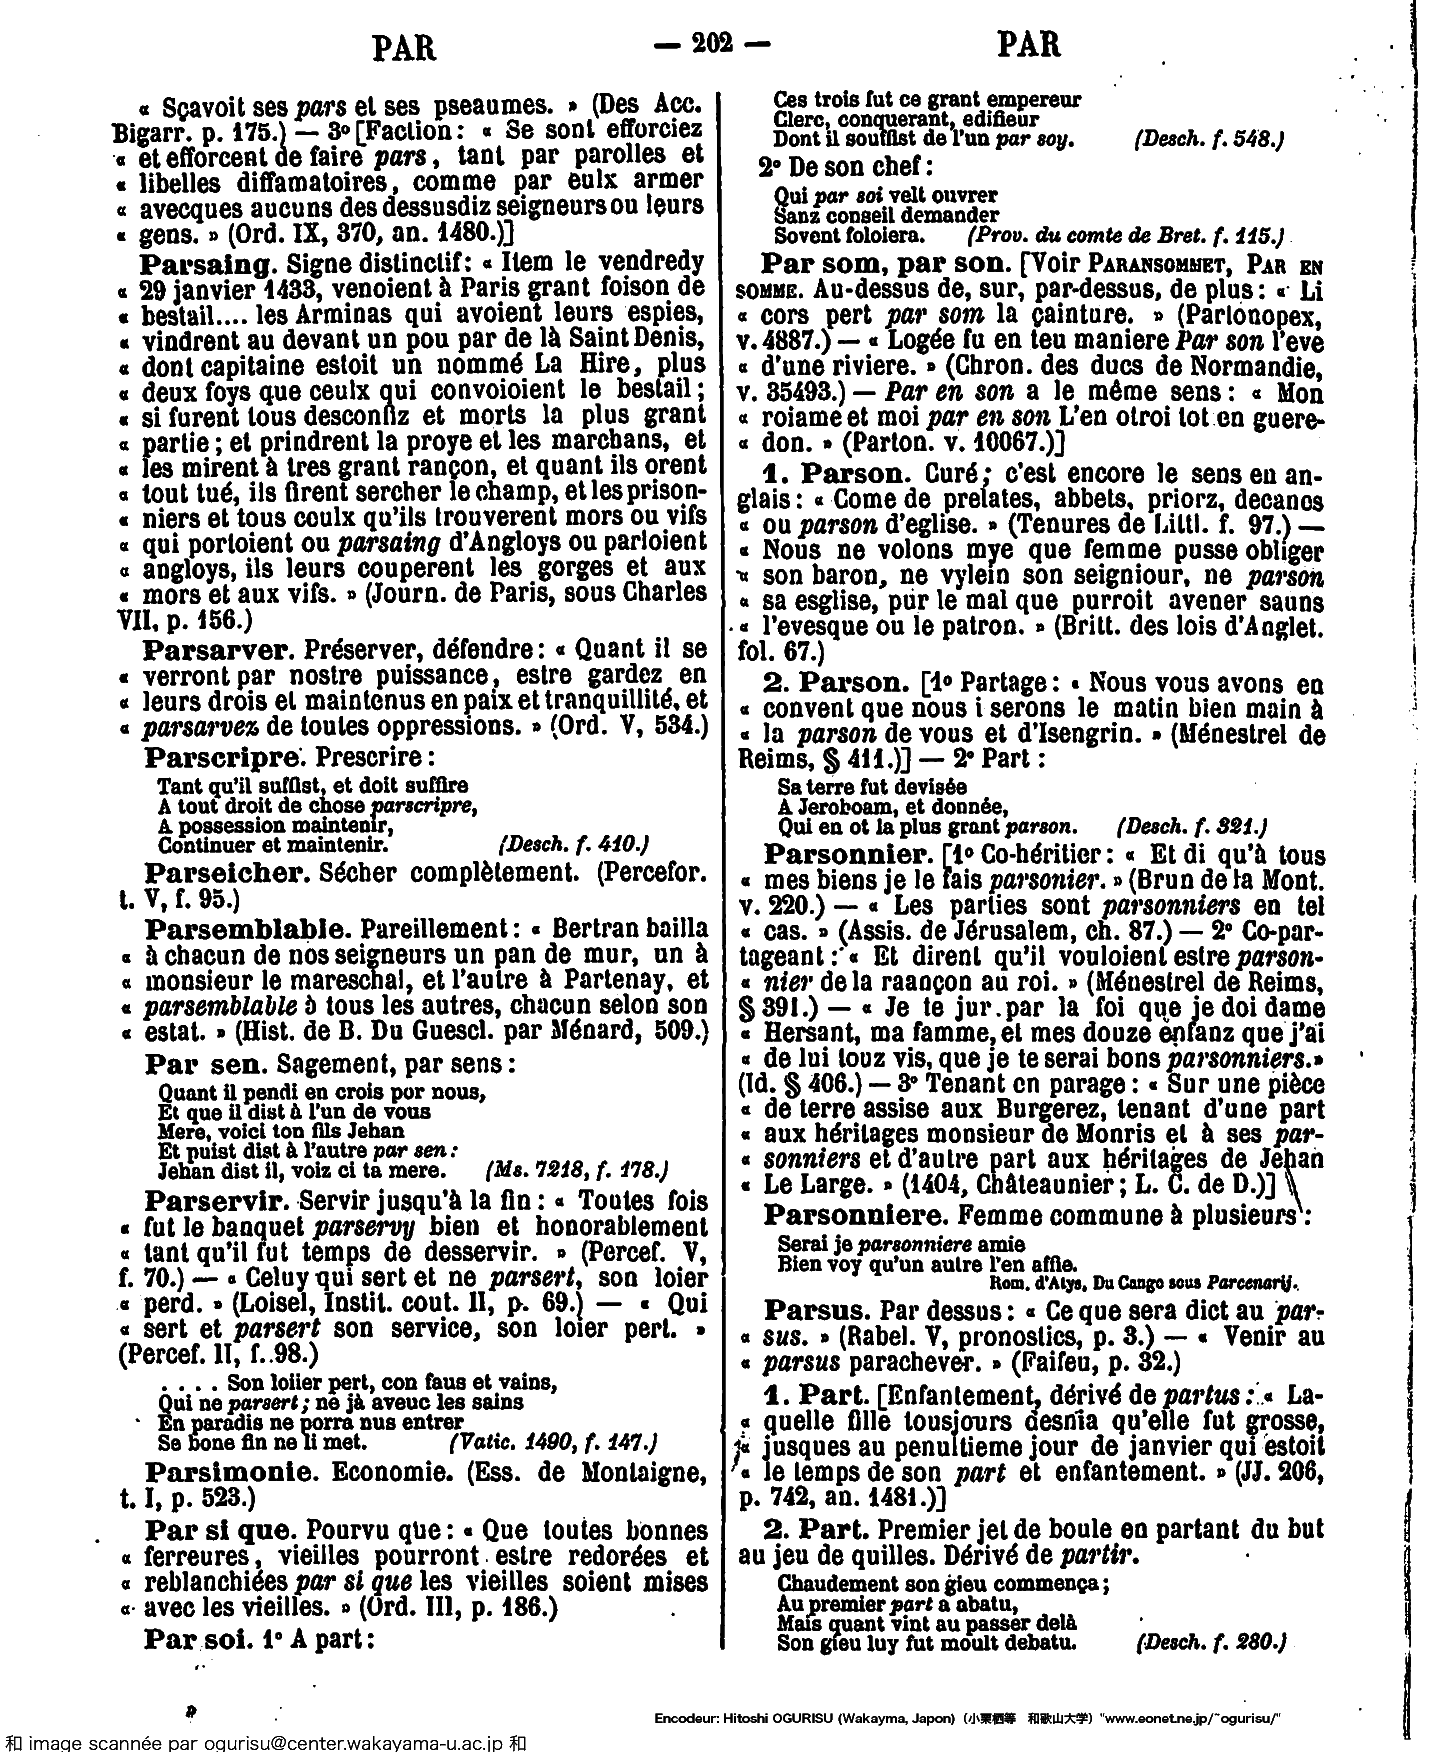 PAR — 202 — PAR
« Sçavoit ses pars et ses pseaumes. » (Des Acc.
Bigarr. p. 175.) — 3º [Faction : « Se sont efforciez
« et efforcent de faire pars, tant par parolles et
« libelles diffamatoires, comme par eulx armer
« avecques aucuns des dessusdiz seigneurs ou leurs
« gens. » (Ord. IX, 370, an. 1480.)]
Parsaing. Signe distinctif : « Item le vendredy
« 29 janvier 1433, venoient à Paris grant foison de
« bestail.... les Arminas qui avoient leurs espies,
« vindrent au devant un pou par de là Saint Denis,
« dont capitaine estoit un nommé La Hire, plus
« deux foys que ceulx qui convoioient le bestail ;
« si furent tous desconfiz et morts la plus grant
« partie ; et prindrent la proye et les marchans, et
« les mirent à tres grant rançon, et quant ils orent
« tout tué, ils firent sercher le champ, et les prison-
« niers et tous ceulx qu'ils trouverent mors ou vifs
« qui portoient ou parsaing d'Angloys ou parloient
« angloys, ils leurs couperent les gorges et aux
« mors et aux vifs. » (Journ. de Paris, sous Charles
VII, p. 156.)
Parsarver. Préserver, défendre : « Quant il se
« verront par nostre puissance, estre gardez en
« leurs drois et maintenus en paix et tranquillité, et
« parsarvez de toutes oppressions. » (Ord. V, 534.)
Parscripre. Prescrire :
Tant qu'il suffist, et doit suffire
A tout droit de chose parscripre,
A possession maintenir,
Continuer et maintenir. (Desch. f. 410.)
Parseicher. Sécher complètement. (Percefor.
t. V, f. 95.)
Parsemblable. Pareillement : « Bertran bailla
« à chacun de nos seigneurs un pan de mur, un à
« monsieur le mareschal, et l'autre à Partenay, et
« parsemblable à tous les autres, chacun selon son
« estat. » (Hist. de B. Du Guescl. par Ménard, 509.)
Par sen. Sagement, par sens :
Quant il pendi en crois por nous,
Et que il dist à l'un de vous
Mere, voici ton fils Jehan
Et puist dist à l'autre par sen :
Jehan dist il, voiz ci ta mere. (Ms. 7218, f. 178.)
Parservir. Servir jusqu'à la fin : « Toutes fois
« fut le banquet parservy bien et honorablement
« tant qu'il fut temps de desservir. » (Percef. V,
f. 70.) — « Celuy qui sert et ne parsert, son loier
« perd. » (Loisel, Instit. cout. II, p. 69.) — « Qui
« sert et parsert son service, son loier pert. »
(Percef. II, f. 98.)
. . . . Son loiier pert, con faus et vains,
Qui ne parsert ; ne jà aveuc les sains
En paradis ne porra nus entrer
Se bone fin ne li met. (Vatic. 1490, f. 147.)
Parsimonie. Economie. (Ess. de Montaigne,
t. I, p. 523.)
Par si que. Pourvu que : « Que toutes bonnes
« ferreures, vieilles pourront estre redorées et
« reblanchiées par si que les vieilles soient mises
« avec les vieilles. » (Ord. III, p. 186.)
Par soi. 1º A part :
Ces trois fut ce grant empereur
Clerc, conquerant, edifieur
Dont il souffist de l'un par soy. (Desch. f. 548.)
2º De son chef :
Qui par soi velt ouvrer
Sanz conseil demander
Sovent foloiera. (Prov. du comte de Bret. f. 115.)
Par som, par son. [Voir PARANSOMMET, PAR EN
SOMME. Au-dessus de, sur, par-dessus, de plus : « Li
« cors pert par som la çainture. » (Partonopex,
v. 4887.) — « Logée fu en teu maniere Par son l'eve
« d'une riviere. » (Chron. des ducs de Normandie,
v. 35493.) — Par en son a le même sens : « Mon
« roiame et moi par en son L'en otroi tot en guere-
« don. » (Parton. v. 10067.)]
1. Parson. Curé ; c'est encore le sens en an-
glais : « Come de prelates, abbets, priorz, decanos
« ou parson d'eglise. » (Tenures de Littl. f. 97.) —
« Nous ne volons mye que femme pusse obliger
« son baron, ne vylein son seigniour, ne parson
« sa esglise, pur le mal que purroit avener sauns
« l'evesque ou le patron. » (Britt. des lois d'Anglet.
fol. 67.)
2. Parson. [1º Partage : « Nous vous avons en
« convent que nous i serons le matin bien main à
« la parson de vous et d'Isengrin. » (Ménestrel de
Reims, § 411.)] — 2º Part :
Sa terre fut devisée
A Jeroboam, et donnée,
Qui en ot la plus grant parson. (Desch. f. 321.)
Parsonnier. [1º Co-héritier : « Et di qu'à tous
« mes biens je le fais parsonier. » (Brun de la Mont.
v. 220.) — « Les parties sont parsonniers en tel
« cas. » (Assis. de Jérusalem, ch. 87.) — 2º Co-par-
tageant : « Et dirent qu'il vouloient estre parson-
« nier de la raançon au roi. » (Ménestrel de Reims,
§ 391.) — « Je te jur par la foi que je doi dame
« Hersant, ma famme, et mes douze enfanz que j'ai
« de lui touz vis, que je te serai bons parsonniers.»
(Id. § 406.) — 3º Tenant en parage : « Sur une pièce
« de terre assise aux Burgerez, tenant d'une part
« aux héritages monsieur de Monris et à ses par-
« sonniers et d'autre part aux héritages de Jehan
« Le Large. » (1404, Châteaunier ; L. C. de D.)]
Parsonniere. Femme commune à plusieurs :
Serai je parsonniere amie
Bien voy qu'un autre l'en affie.
Rom. d'Atys, Du Cange sous Parcenarij.
Parsus. Par dessus : « Ce que sera dict au par-
« sus. » (Rabel. V, pronostics, p. 3.) — « Venir au
« parsus parachever. » (Faifeu, p. 32.)
1. Part. [Enfantement, dérivé de partus : « La-
« quelle fille tousjours desnia qu'elle fut grosse,
« jusques au penultieme jour de janvier qui estoit
« le temps de son part et enfantement. » (JJ. 206,
p. 742, an. 1481.)]
2. Part. Premier jet de boule en partant du but
au jeu de quilles. Dérivé de partir.
Chaudement son gieu commença ;
Au premier part a abatu,
Mais quant vint au passer delà
Son gieu luy fut moult debatu. (Desch. f. 280.)
Encodeur: Hitoshi OGURISU (Wakayma, Japon) (小栗栖等 和歌山大学) "www.eonet.ne.jp/~ogurisu/"
和 image scannée par ogurisu@center.wakayama-u.ac.jp 和